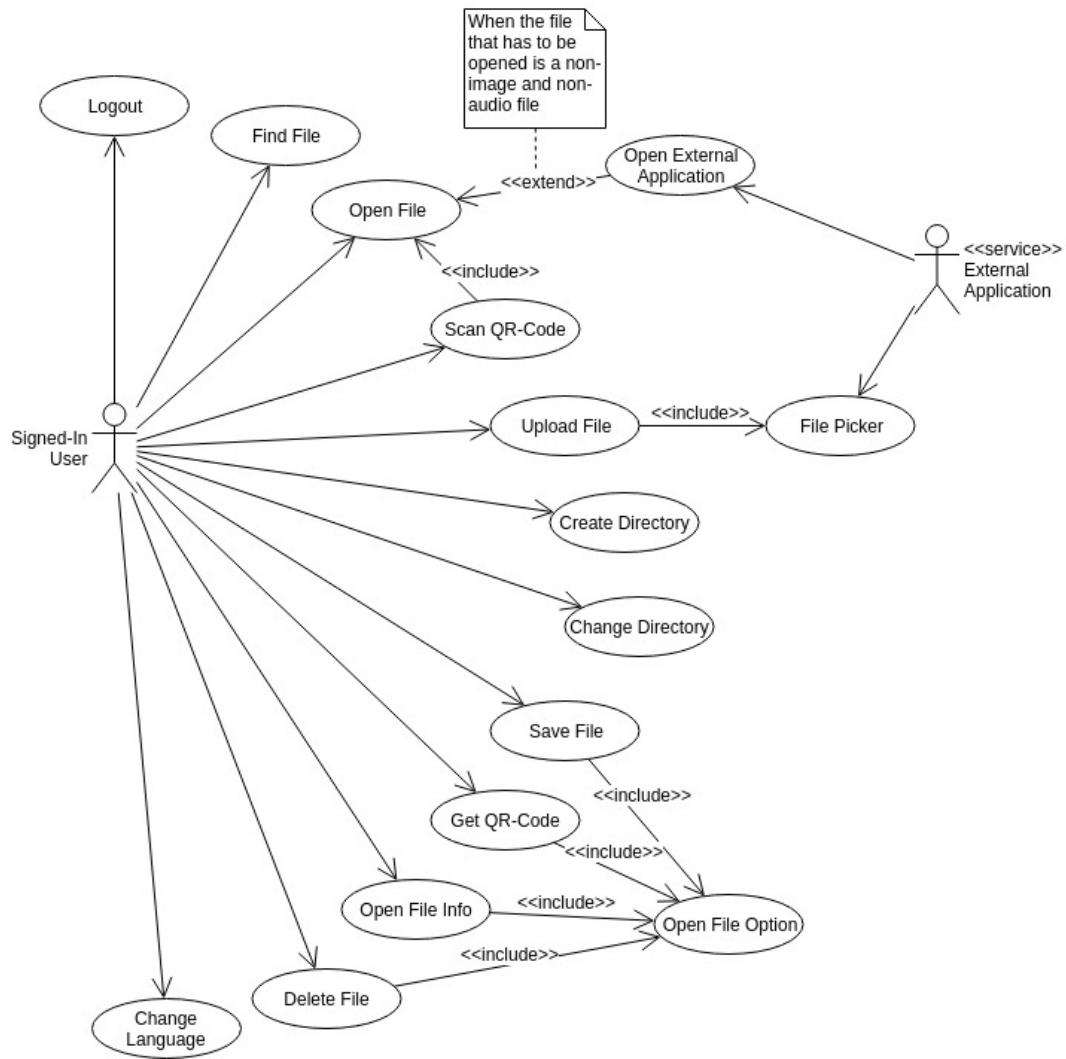 When the file
that has to be
opened is a non-
image and non-
audio file
Logout
Find File
Open External
Application
<<extend>>
Open File
<<service>>
External
Application
<<include>>
Scan QR-Code
Signed-In
User
Upload File
<<include>>
File Picker
Create Directory
Change Directory
Save File
<<include>>
Get QR-Code
<<include>>
Open File Info
<<include>>
Open File Option
<<include>>
Delete File
Change
Language